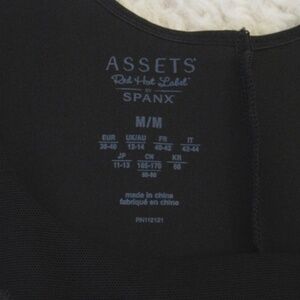 ASSETS®
Red Hot Label™
BY
SPANX®
M/M
EUR UK/AU FR IT
38-40 12-14 40-42 42-44
JP CN KR
11-13 165-170 66
made in china
fabriqué en chine